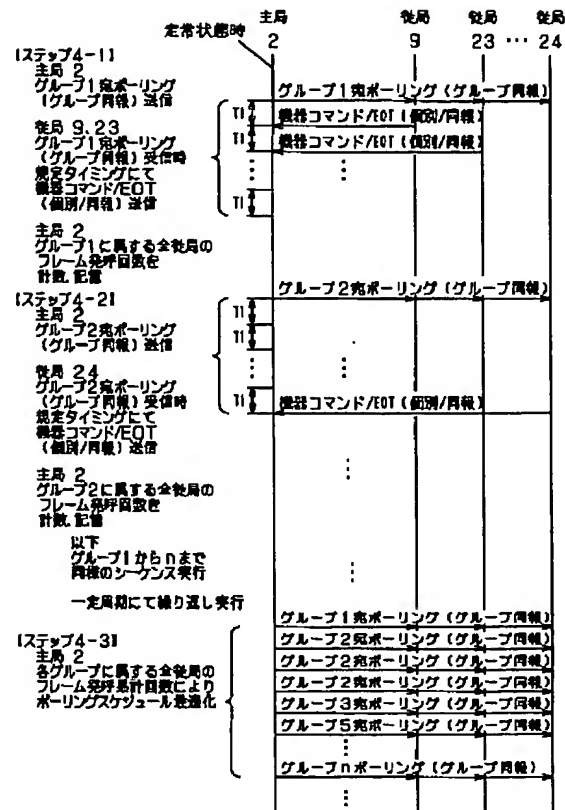 定常状態時
主局
従局
従局
従局
2
9
23
…
24
[ステップ4-1]
主局 2
グループ1宛ポーリング
(グループ同報) 送信
従局 9,23
グループ1宛ポーリング
(グループ同報) 受信時
規定タイミングにて
機器コマンド/EOT
(個別/同報) 送信
主局 2
グループ1に属する全従局の
フレーム発呼回数を
計数,記憶
T1
T1
T1
グループ1宛ポーリング (グループ同報)
機器コマンド/EOT (個別/同報)
機器コマンド/EOT (個別/同報)
[ステップ4-2]
主局 2
グループ2宛ポーリング
(グループ同報) 送信
従局 24
グループ2宛ポーリング
(グループ同報) 受信時
規定タイミングにて
機器コマンド/EOT
(個別/同報) 送信
主局 2
グループ2に属する全従局の
フレーム発呼回数を
計数,記憶
T1
T1
T1
グループ2宛ポーリング (グループ同報)
機器コマンド/EOT (個別/同報)
以下
グループ1からnまで
同様のシーケンス実行
一定周期にて繰り返し実行
[ステップ4-3]
主局 2
各グループに属する全従局の
フレーム発呼累計回数により
ポーリングスケジュール最適化
グループ1宛ポーリング (グループ同報)
グループ2宛ポーリング (グループ同報)
グループ2宛ポーリング (グループ同報)
グループ2宛ポーリング (グループ同報)
グループ3宛ポーリング (グループ同報)
グループ5宛ポーリング (グループ同報)
グループnポーリング (グループ同報)